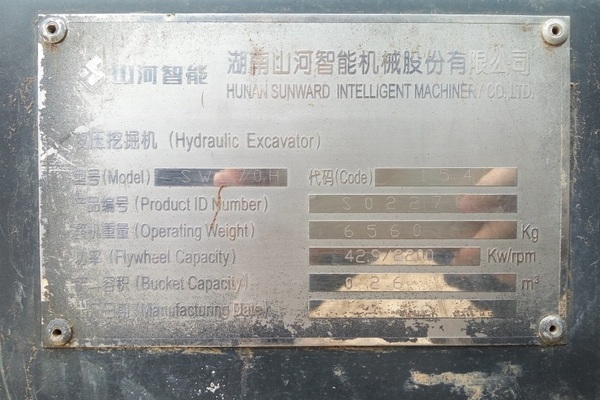 山河智能 湖南山河智能机械股份有限公司
HUNAN SUNWARD INTELLIGENT MACHINERY CO., LTD.
液压挖掘机 (Hydraulic Excavator)
型号(Model) 代码(Code) 154
产品编号 (Product ID Number)
整机重量 (Operating Weight) 6560 Kg
功率 (Flywheel Capacity) 42.9/2200 Kw/rpm
容积 (Bucket Capacity) 0.26 m³
日期 (Manufacturing Date)